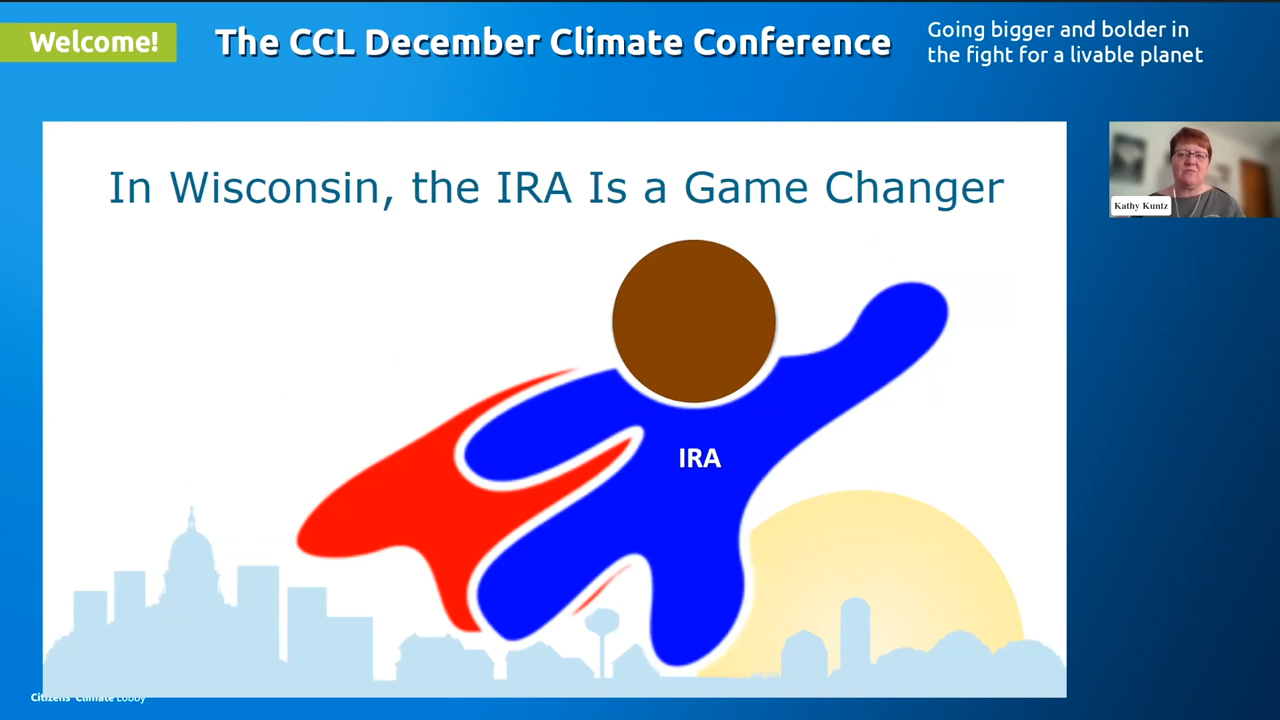 Welcome!
The CCL December Climate Conference
Going bigger and bolder in
the fight for a livable planet
In Wisconsin, the IRA Is a Game Changer
Kathy Kuntz
IRA
Citizens' Climate Lobby